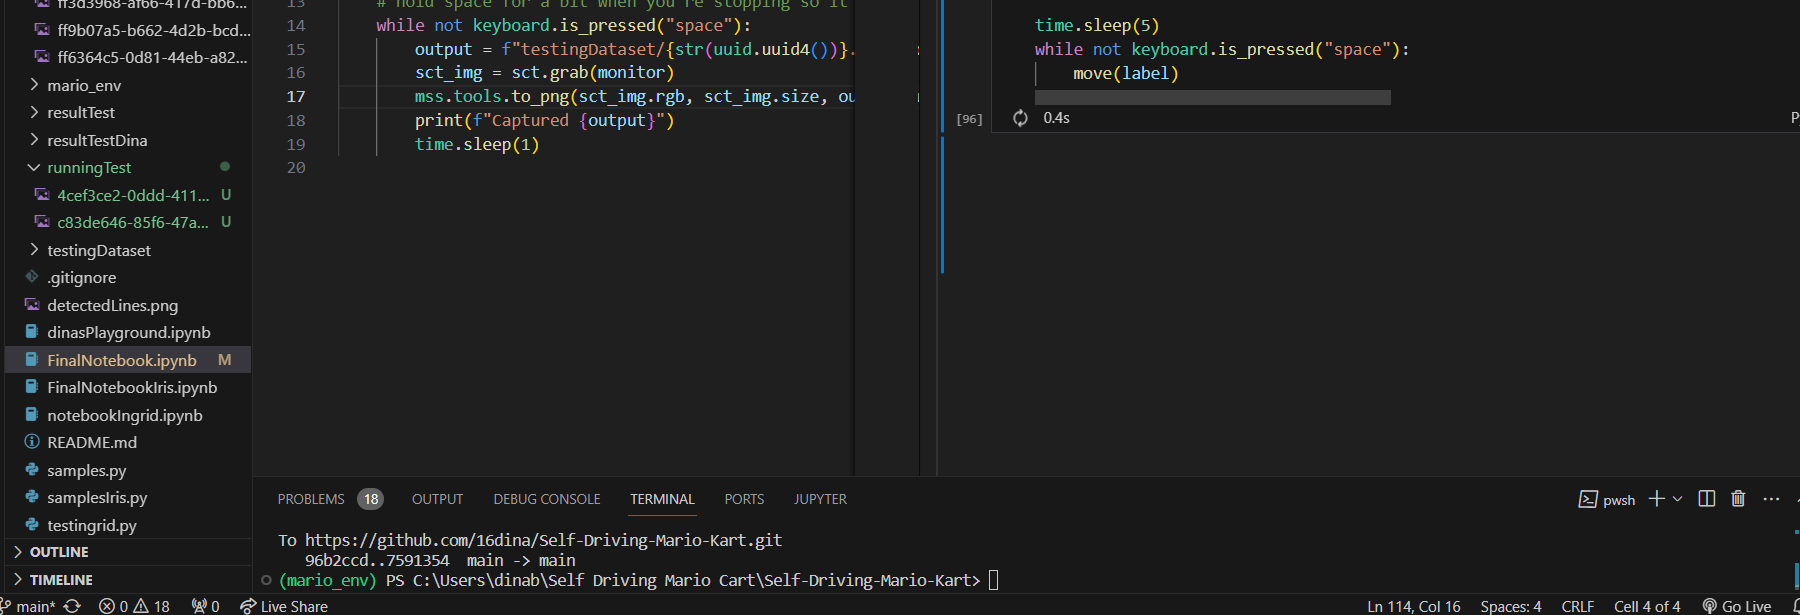 ff3d3968-af66-417d-bb6...
ff9b07a5-b662-4d2b-bcd...
ff6364c5-0d81-44eb-a82...
mario_env
resultTest
resultTestDina
runningTest
4cef3ce2-0ddd-411... U
c83de646-85f6-47a... U
testingDataset
.gitignore
detectedLines.png
dinasPlayground.ipynb
FinalNotebook.ipynb M
FinalNotebookIris.ipynb
notebookIngrid.ipynb
README.md
samples.py
samplesIris.py
testingrid.py
OUTLINE
TIMELINE
13 # hold space for a bit when you're stopping so it
14 while not keyboard.is_pressed("space"):
15 output = f"testingDataset/{str(uuid.uuid4())}.
16 sct_img = sct.grab(monitor)
17 mss.tools.to_png(sct_img.rgb, sct_img.size, ou
18 print(f"Captured {output}")
19 time.sleep(1)
20
time.sleep(5)
while not keyboard.is_pressed("space"):
move(label)
[96] 0.4s P
PROBLEMS 18 OUTPUT DEBUG CONSOLE TERMINAL PORTS JUPYTER pwsh
To https://github.com/16dina/Self-Driving-Mario-Kart.git
96b2ccd..7591354 main -> main
(mario_env) PS C:\Users\dinab\Self Driving Mario Cart\Self-Driving-Mario-Kart>
main* 0 18 0 Live Share Ln 114, Col 16 Spaces: 4 CRLF Cell 4 of 4 Go Live